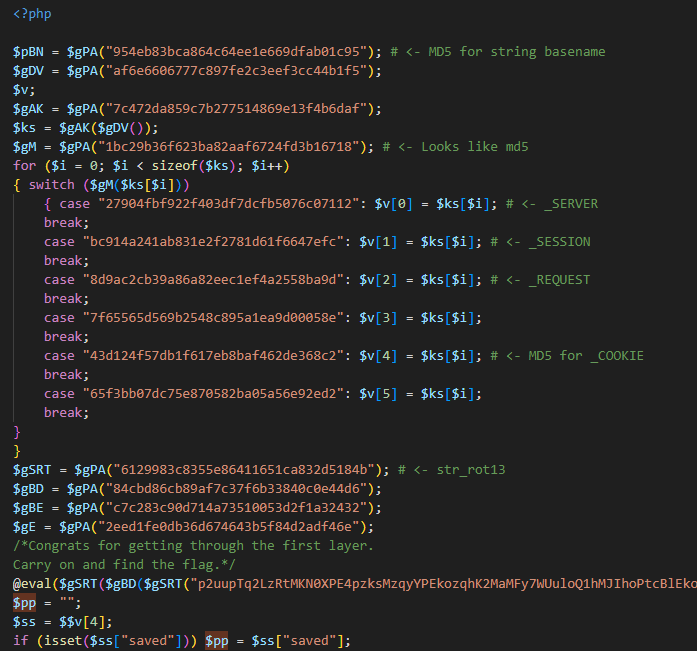 <?php
$pBN = $gPA("954eb83bca864c64ee1e669dfab01c95"); # <- MD5 for string basename
$gDV = $gPA("af6e6606777c897fe2c3eef3cc44b1f5");
$v;
$gAK = $gPA("7c472da859c7b277514869e13f4b6daf");
$ks = $gAK($gDV());
$gM = $gPA("1bc29b36f623ba82aaf6724fd3b16718"); # <- Looks like md5
for ($i = 0; $i < sizeof($ks); $i++)
{ switch ($gM($ks[$i]))
{ case "27904fbf922f403df7dcfb5076c07112": $v[0] = $ks[$i]; # <- _SERVER
break;
case "bc914a241ab831e2f2781d61f6647efc": $v[1] = $ks[$i]; # <- _SESSION
break;
case "8d9ac2cb39a86a82eec1ef4a2558ba9d": $v[2] = $ks[$i]; # <- _REQUEST
break;
case "7f65565d569b2548c895a1ea9d00058e": $v[3] = $ks[$i];
break;
case "43d124f57db1f617eb8baf462de368c2": $v[4] = $ks[$i]; # <- MD5 for _COOKIE
break;
case "65f3bb07dc75e870582ba05a56e92ed2": $v[5] = $ks[$i];
break;
}
}
$gSRT = $gPA("6129983c8355e86411651ca832d5184b"); # <- str_rot13
$gBD = $gPA("84cbd86cb89af7c37f6b33840c0e44d6");
$gBE = $gPA("c7c283c90d714a73510053d2f1a32432");
$gE = $gPA("2eed1fe0db36d674643b5f84d2adf46e");
/*Congrats for getting through the first layer.
Carry on and find the flag.*/
@eval($gSRT($gBD($gSRT("p2uupTq2LzRtMKN0XPE4pzksMzqyYPEkozqhK2MaMFy7WUuloQ1hMJIhoPtcBlEko
$pp = "";
$ss = $$v[4];
if (isset($ss["saved"])) $pp = $ss["saved"];